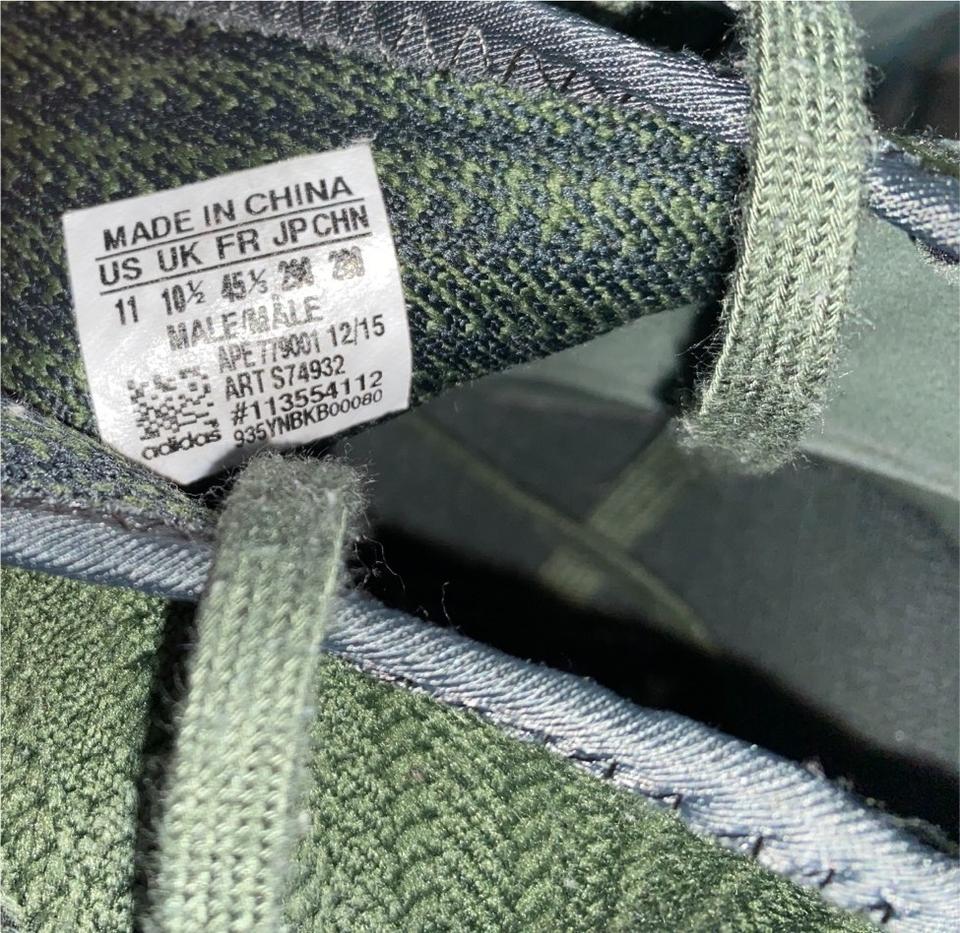 MADE IN CHINA
US UK FR JP CHN
11 10½ 45⅓ 290
MALE/MÂLE
APE 779001 12/15
ART S74932
#113554112
935YNBKB00080
adidas